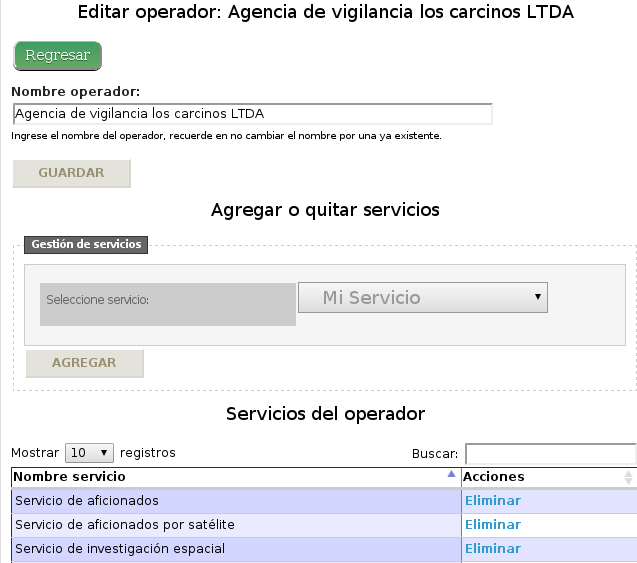 Editar operador: Agencia de vigilancia los carcinos LTDA
Regresar
Nombre operador:
Agencia de vigilancia los carcinos LTDA
Ingrese el nombre del operador, recuerde en no cambiar el nombre por una ya existente.
GUARDAR
Agregar o quitar servicios
Gestión de servicios
Seleccione servicio: Mi Servicio
AGREGAR
Servicios del operador
Mostrar 10 registros Buscar:
Nombre servicio Acciones
Servicio de aficionados Eliminar
Servicio de aficionados por satélite Eliminar
Servicio de investigación espacial Eliminar